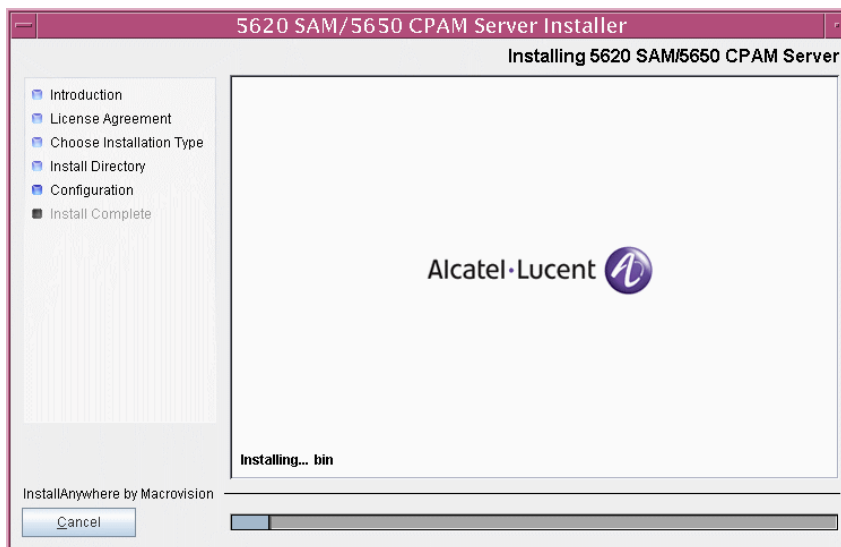 5620 SAM/5650 CPAM Server Installer
Installing 5620 SAM/5650 CPAM Server
Introduction
License Agreement
Choose Installation Type
Install Directory
Configuration
Install Complete
Alcatel·Lucent
Installing... bin
InstallAnywhere by Macrovision
Cancel